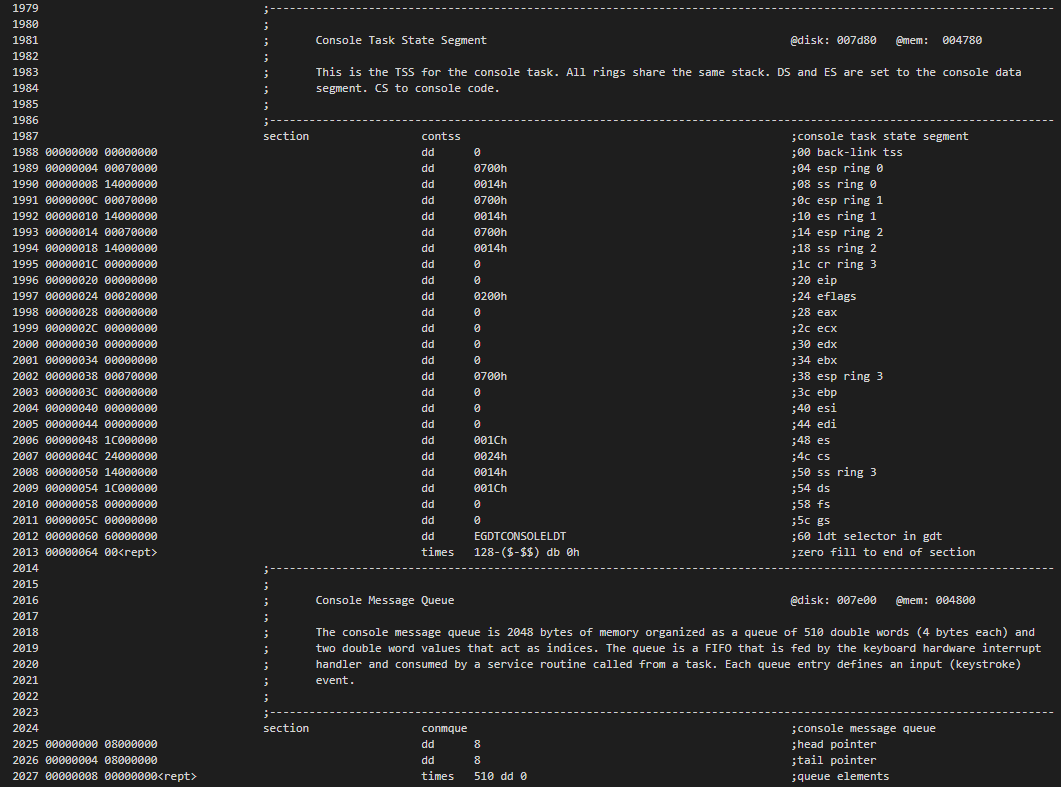 1979 ;------------------------------------------------------------------------------------------------------------------------
1980 ;
1981 ; Console Task State Segment @disk: 007d80 @mem: 004780
1982 ;
1983 ; This is the TSS for the console task. All rings share the same stack. DS and ES are set to the console data
1984 ; segment. CS to console code.
1985 ;
1986 ;------------------------------------------------------------------------------------------------------------------------
1987 section contss ;console task state segment
1988 00000000 00000000 dd 0 ;00 back-link tss
1989 00000004 00070000 dd 0700h ;04 esp ring 0
1990 00000008 14000000 dd 0014h ;08 ss ring 0
1991 0000000C 00070000 dd 0700h ;0c esp ring 1
1992 00000010 14000000 dd 0014h ;10 es ring 1
1993 00000014 00070000 dd 0700h ;14 esp ring 2
1994 00000018 14000000 dd 0014h ;18 ss ring 2
1995 0000001C 00000000 dd 0 ;1c cr ring 3
1996 00000020 00000000 dd 0 ;20 eip
1997 00000024 00020000 dd 0200h ;24 eflags
1998 00000028 00000000 dd 0 ;28 eax
1999 0000002C 00000000 dd 0 ;2c ecx
2000 00000030 00000000 dd 0 ;30 edx
2001 00000034 00000000 dd 0 ;34 ebx
2002 00000038 00070000 dd 0700h ;38 esp ring 3
2003 0000003C 00000000 dd 0 ;3c ebp
2004 00000040 00000000 dd 0 ;40 esi
2005 00000044 00000000 dd 0 ;44 edi
2006 00000048 1C000000 dd 001Ch ;48 es
2007 0000004C 24000000 dd 0024h ;4c cs
2008 00000050 14000000 dd 0014h ;50 ss ring 3
2009 00000054 1C000000 dd 001Ch ;54 ds
2010 00000058 00000000 dd 0 ;58 fs
2011 0000005C 00000000 dd 0 ;5c gs
2012 00000060 60000000 dd EGDTCONSOLELDT ;60 ldt selector in gdt
2013 00000064 00<rept> times 128-($-$$) db 0h ;zero fill to end of section
2014 ;------------------------------------------------------------------------------------------------------------------------
2015 ;
2016 ; Console Message Queue @disk: 007e00 @mem: 004800
2017 ;
2018 ; The console message queue is 2048 bytes of memory organized as a queue of 510 double words (4 bytes each) and
2019 ; two double word values that act as indices. The queue is a FIFO that is fed by the keyboard hardware interrupt
2020 ; handler and consumed by a service routine called from a task. Each queue entry defines an input (keystroke)
2021 ; event.
2022 ;
2023 ;------------------------------------------------------------------------------------------------------------------------
2024 section conmque ;console message queue
2025 00000000 08000000 dd 8 ;head pointer
2026 00000004 08000000 dd 8 ;tail pointer
2027 00000008 00000000<rept> times 510 dd 0 ;queue elements